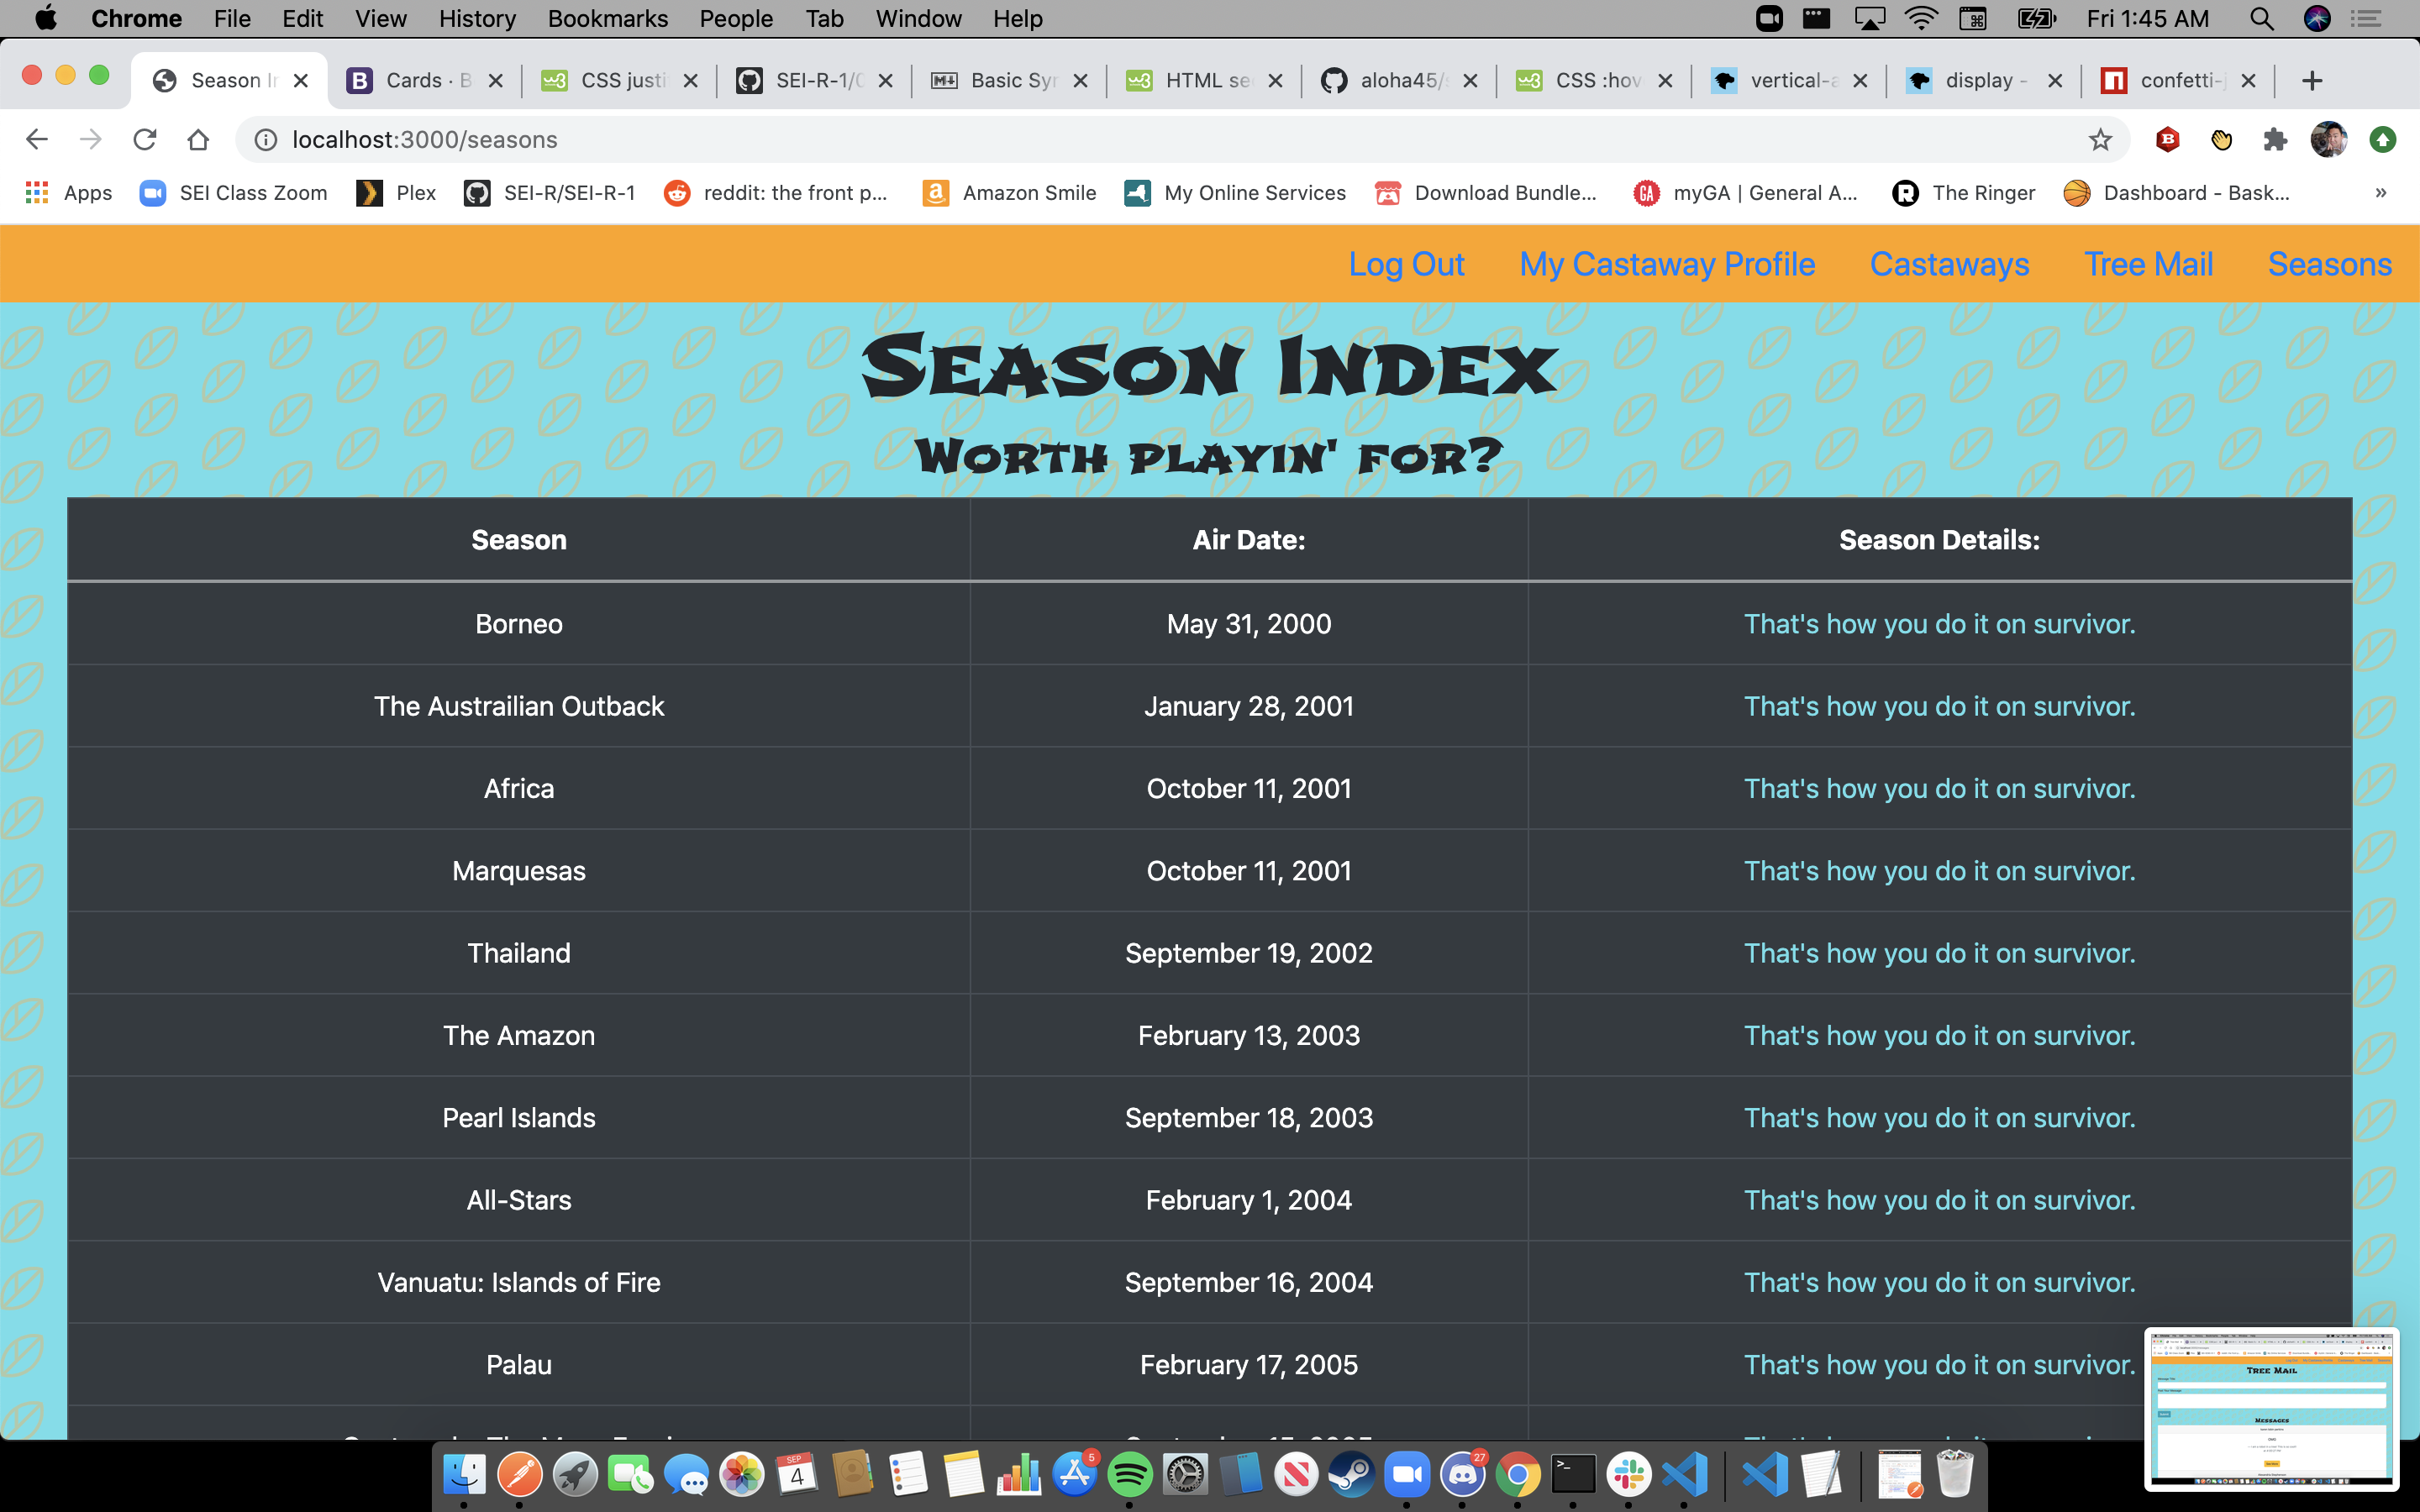 Chrome File Edit View History Bookmarks People Tab Window Help Fri 1:45 AM
Season In Cards · B CSS justi SEI-R-1/ Basic Syn HTML se aloha45/ CSS :hov vertical-a display - confetti-j
localhost:3000/seasons
Apps SEI Class Zoom Plex SEI-R/SEI-R-1 reddit: the front p... Amazon Smile My Online Services Download Bundle... myGA | General A... The Ringer Dashboard - Bask... »
Log Out My Castaway Profile Castaways Tree Mail Seasons
Season Index
Worth playin' for?
Season Air Date: Season Details:
Borneo May 31, 2000 That's how you do it on survivor.
The Austrailian Outback January 28, 2001 That's how you do it on survivor.
Africa October 11, 2001 That's how you do it on survivor.
Marquesas October 11, 2001 That's how you do it on survivor.
Thailand September 19, 2002 That's how you do it on survivor.
The Amazon February 13, 2003 That's how you do it on survivor.
Pearl Islands September 18, 2003 That's how you do it on survivor.
All-Stars February 1, 2004 That's how you do it on survivor.
Vanuatu: Islands of Fire September 16, 2004 That's how you do it on survivor.
Palau February 17, 2005 That's how you do it on survivor.
Tree Mail
Messages
SEP
4
5
27